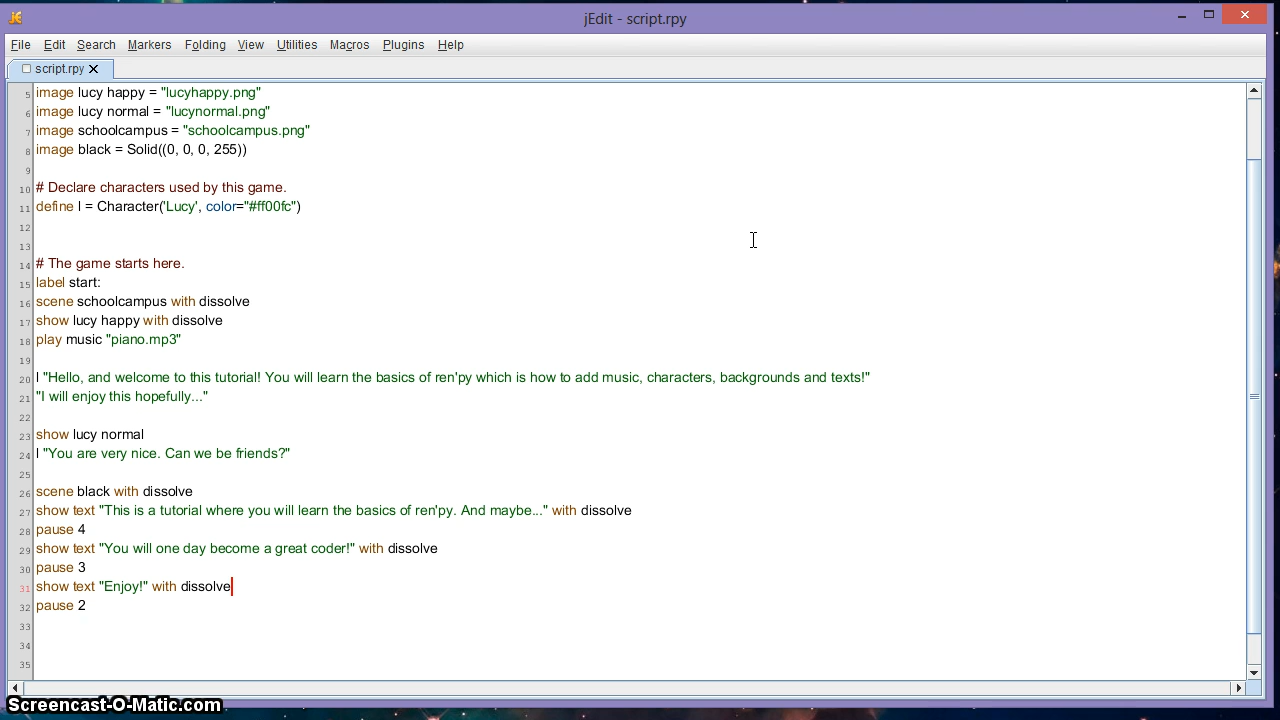 jEdit - script.rpy
File Edit Search Markers Folding View Utilities Macros Plugins Help
script.rpy
5 image lucy happy = "lucyhappy.png"
6 image lucy normal = "lucynormal.png"
7 image schoolcampus = "schoolcampus.png"
8 image black = Solid((0, 0, 0, 255))
9
10 # Declare characters used by this game.
11 define l = Character('Lucy', color="#ff00fc")
12
13
14 # The game starts here.
15 label start:
16 scene schoolcampus with dissolve
17 show lucy happy with dissolve
18 play music "piano.mp3"
19
20 l "Hello, and welcome to this tutorial! You will learn the basics of ren'py which is how to add music, characters, backgrounds and texts!"
21 "I will enjoy this hopefully..."
22
23 show lucy normal
24 l "You are very nice. Can we be friends?"
25
26 scene black with dissolve
27 show text "This is a tutorial where you will learn the basics of ren'py. And maybe..." with dissolve
28 pause 4
29 show text "You will one day become a great coder!" with dissolve
30 pause 3
31 show text "Enjoy!" with dissolve
32 pause 2
33
34
35
Screencast-O-Matic.com